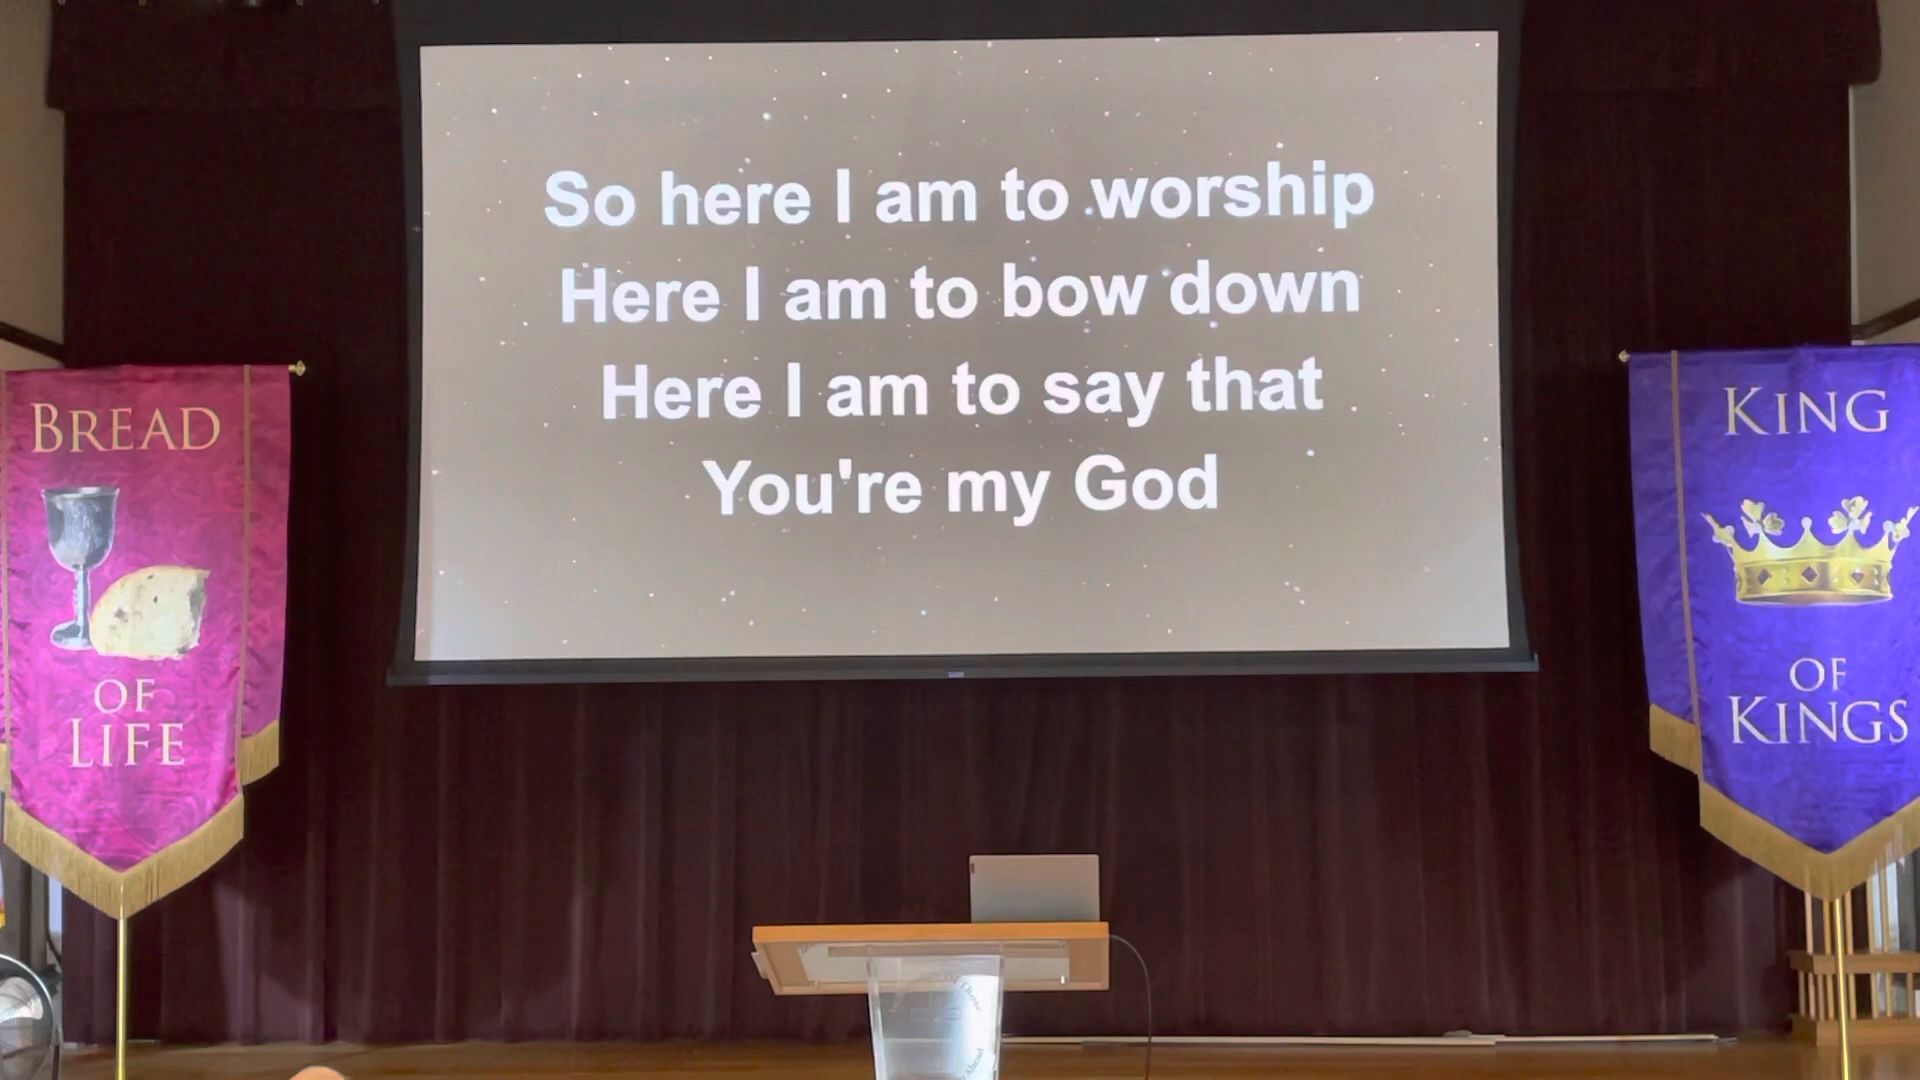 So here I am to worship
Here I am to bow down
Here I am to say that
You're my God
BREAD
OF
LIFE
KING
OF
KINGS